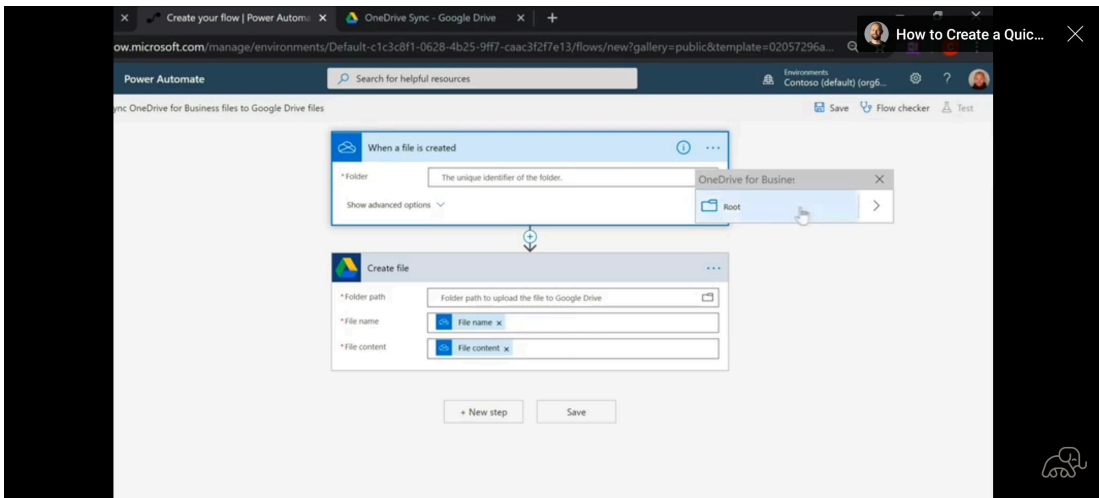 Create your flow | Power Automa
OneDrive Sync - Google Drive
How to Create a Quic...
ow.microsoft.com/manage/environments/Default-c1c3c8f1-0628-4b25-9ff7-caac3f2f7e13/flows/new?gallery=public&template=02057296a...
Power Automate
Search for helpful resources
Environments
Contoso (default) (org6...
ync OneDrive for Business files to Google Drive files
Save
Flow checker
Test
When a file is created
* Folder
The unique identifier of the folder.
Show advanced options
OneDrive for Busines
Root
Create file
* Folder path
Folder path to upload the file to Google Drive
* File name
File name x
* File content
File content x
+ New step
Save